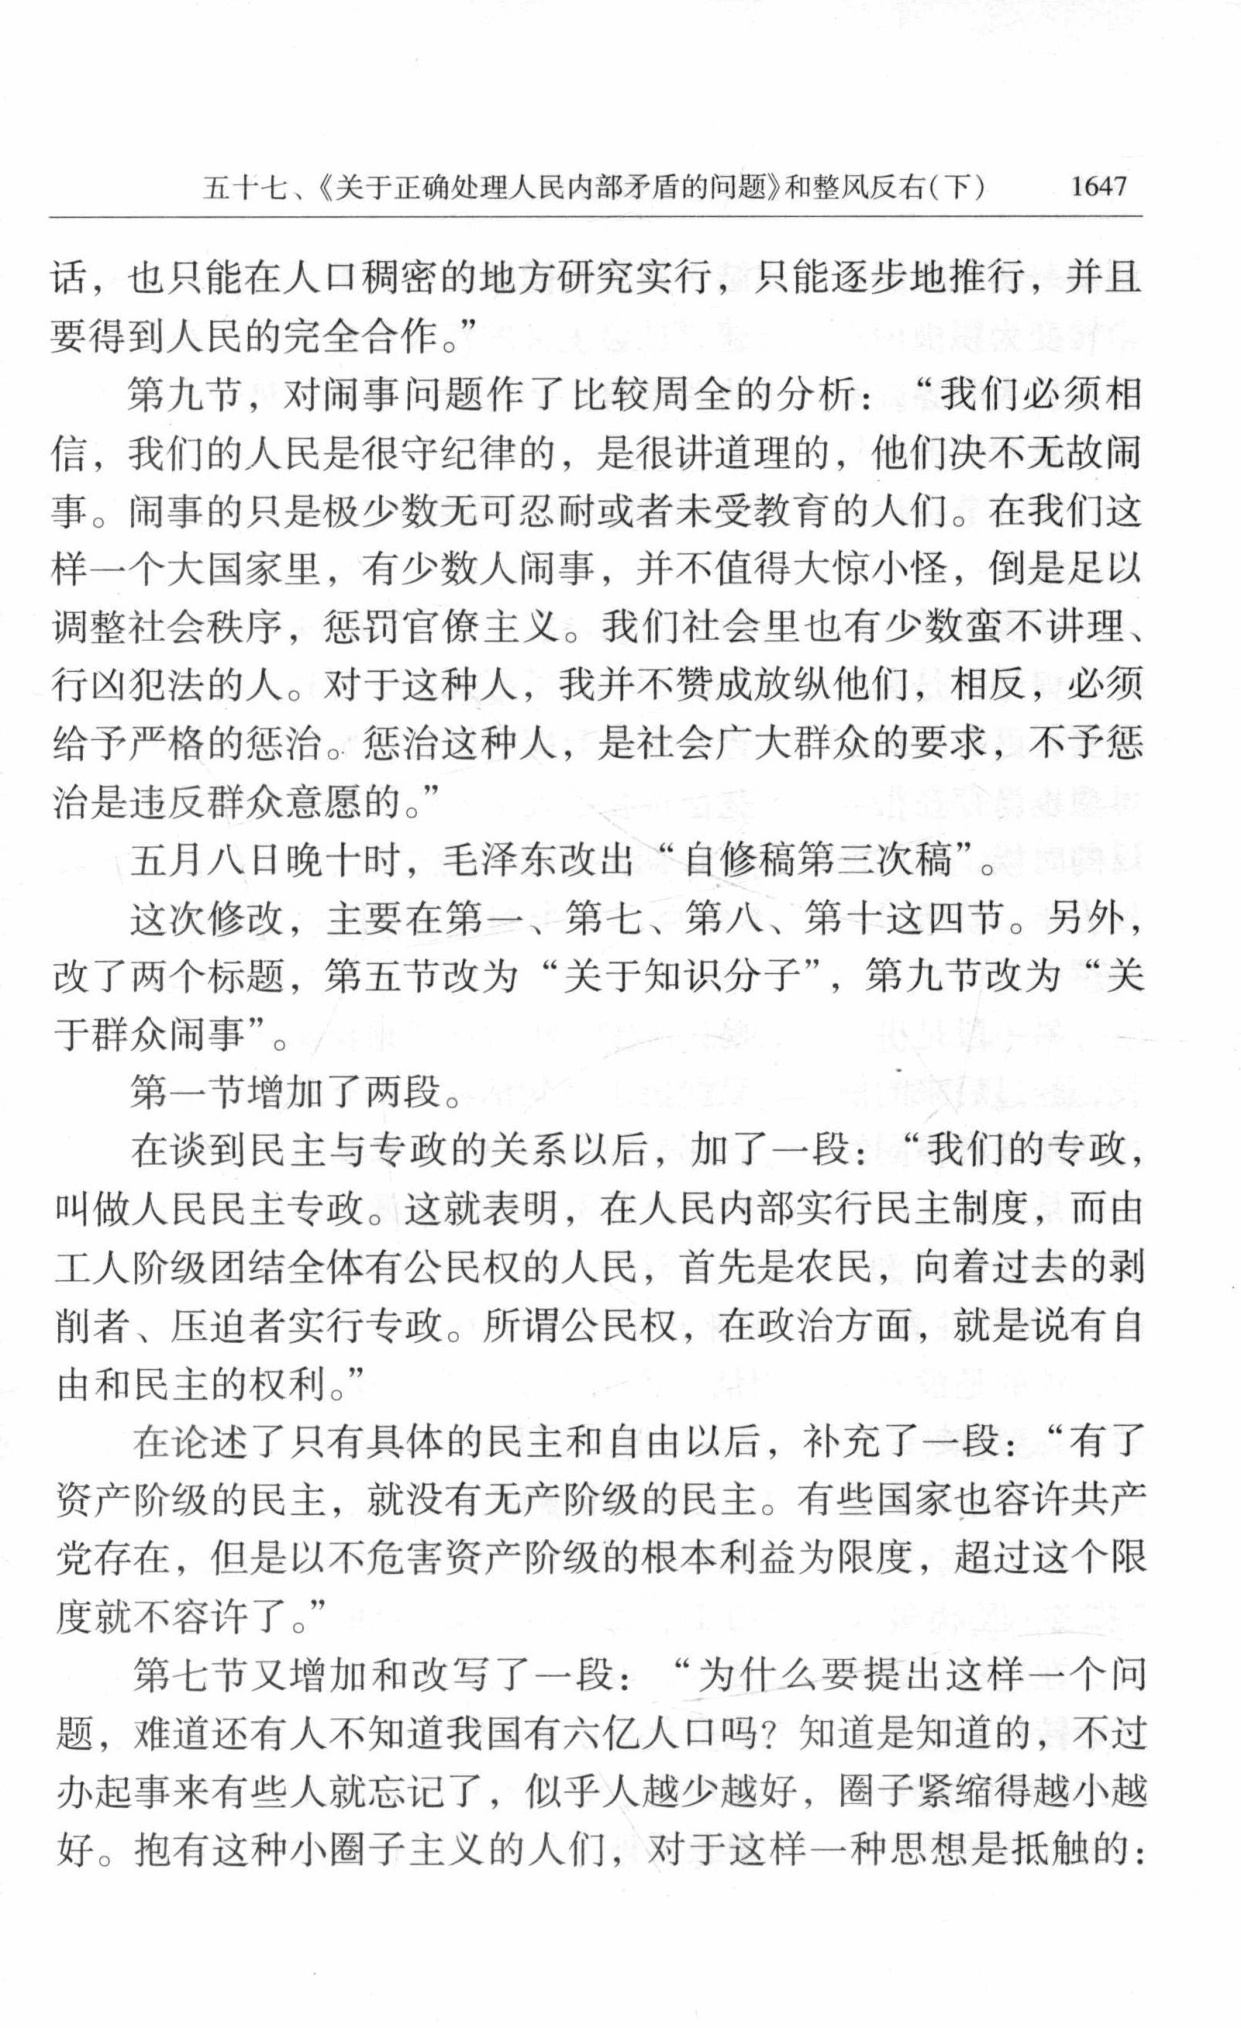 五十七、《关于正确处理人民内部矛盾的问题》和整风反右(下) 1647
话，也只能在人口稠密的地方研究实行，只能逐步地推行，并且
要得到人民的完全合作。”
第九节，对闹事问题作了比较周全的分析：“我们必须相
信，我们的人民是很守纪律的，是很讲道理的，他们决不无故闹
事。闹事的只是极少数无可忍耐或者未受教育的人们。在我们这
样一个大国家里，有少数人闹事，并不值得大惊小怪，倒是足以
调整社会秩序，惩罚官僚主义。我们社会里也有少数蛮不讲理、
行凶犯法的人。对于这种人，我并不赞成放纵他们，相反，必须
给予严格的惩治。惩治这种人，是社会广大群众的要求，不予惩
治是违反群众意愿的。”
五月八日晚十时，毛泽东改出“自修稿第三次稿”。
这次修改，主要在第一、第七、第八、第十这四节。另外，
改了两个标题，第五节改为“关于知识分子”，第九节改为“关
于群众闹事”。
第一节增加了两段。
在谈到民主与专政的关系以后，加了一段：“我们的专政，
叫做人民民主专政。这就表明，在人民内部实行民主制度，而由
工人阶级团结全体有公民权的人民，首先是农民，向着过去的剥
削者、压迫者实行专政。所谓公民权，在政治方面，就是说有自
由和民主的权利。”
在论述了只有具体的民主和自由以后，补充了一段：“有了
资产阶级的民主，就没有无产阶级的民主。有些国家也容许共产
党存在，但是以不危害资产阶级的根本利益为限度，超过这个限
度就不容许了。”
第七节又增加和改写了一段：“为什么要提出这样一个问
题，难道还有人不知道我国有六亿人口吗？知道是知道的，不过
办起事来有些人就忘记了，似乎人越少越好，圈子紧缩得越小越
好。抱有这种小圈子主义的人们，对于这样一种思想是抵触的：